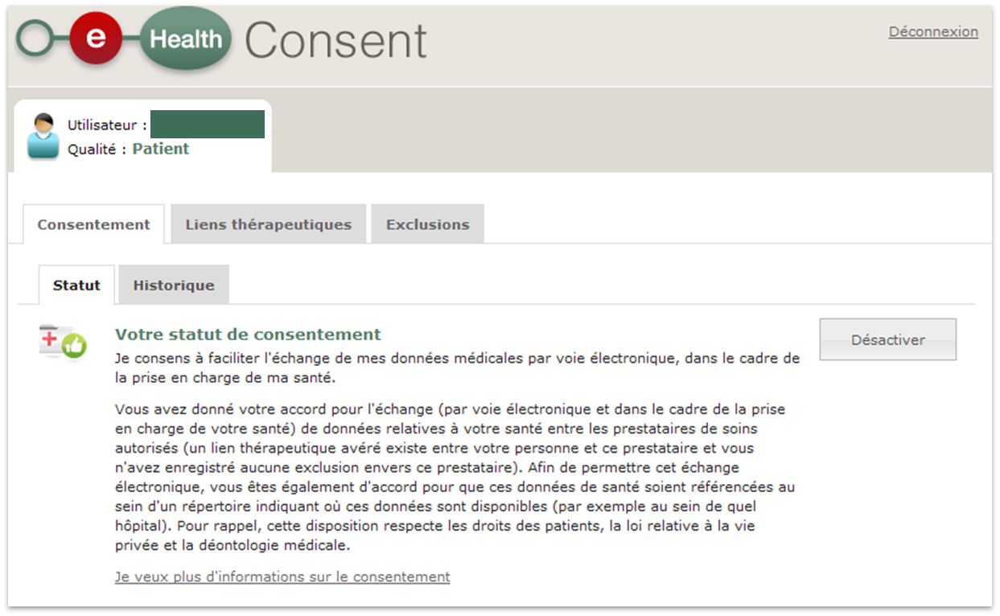 e Health Consent
Déconnexion
Utilisateur :
Qualité : Patient
Consentement Liens thérapeutiques Exclusions
Statut Historique
Votre statut de consentement
Désactiver
Je consens à faciliter l'échange de mes données médicales par voie électronique, dans le cadre de
la prise en charge de ma santé.
Vous avez donné votre accord pour l'échange (par voie électronique et dans le cadre de la prise
en charge de votre santé) de données relatives à votre santé entre les prestataires de soins
autorisés (un lien thérapeutique avéré existe entre votre personne et ce prestataire et vous
n'avez enregistré aucune exclusion envers ce prestataire). Afin de permettre cet échange
électronique, vous êtes également d'accord pour que ces données de santé soient référencées au
sein d'un répertoire indiquant où ces données sont disponibles (par exemple au sein de quel
hôpital). Pour rappel, cette disposition respecte les droits des patients, la loi relative à la vie
privée et la déontologie médicale.
Je veux plus d'informations sur le consentement